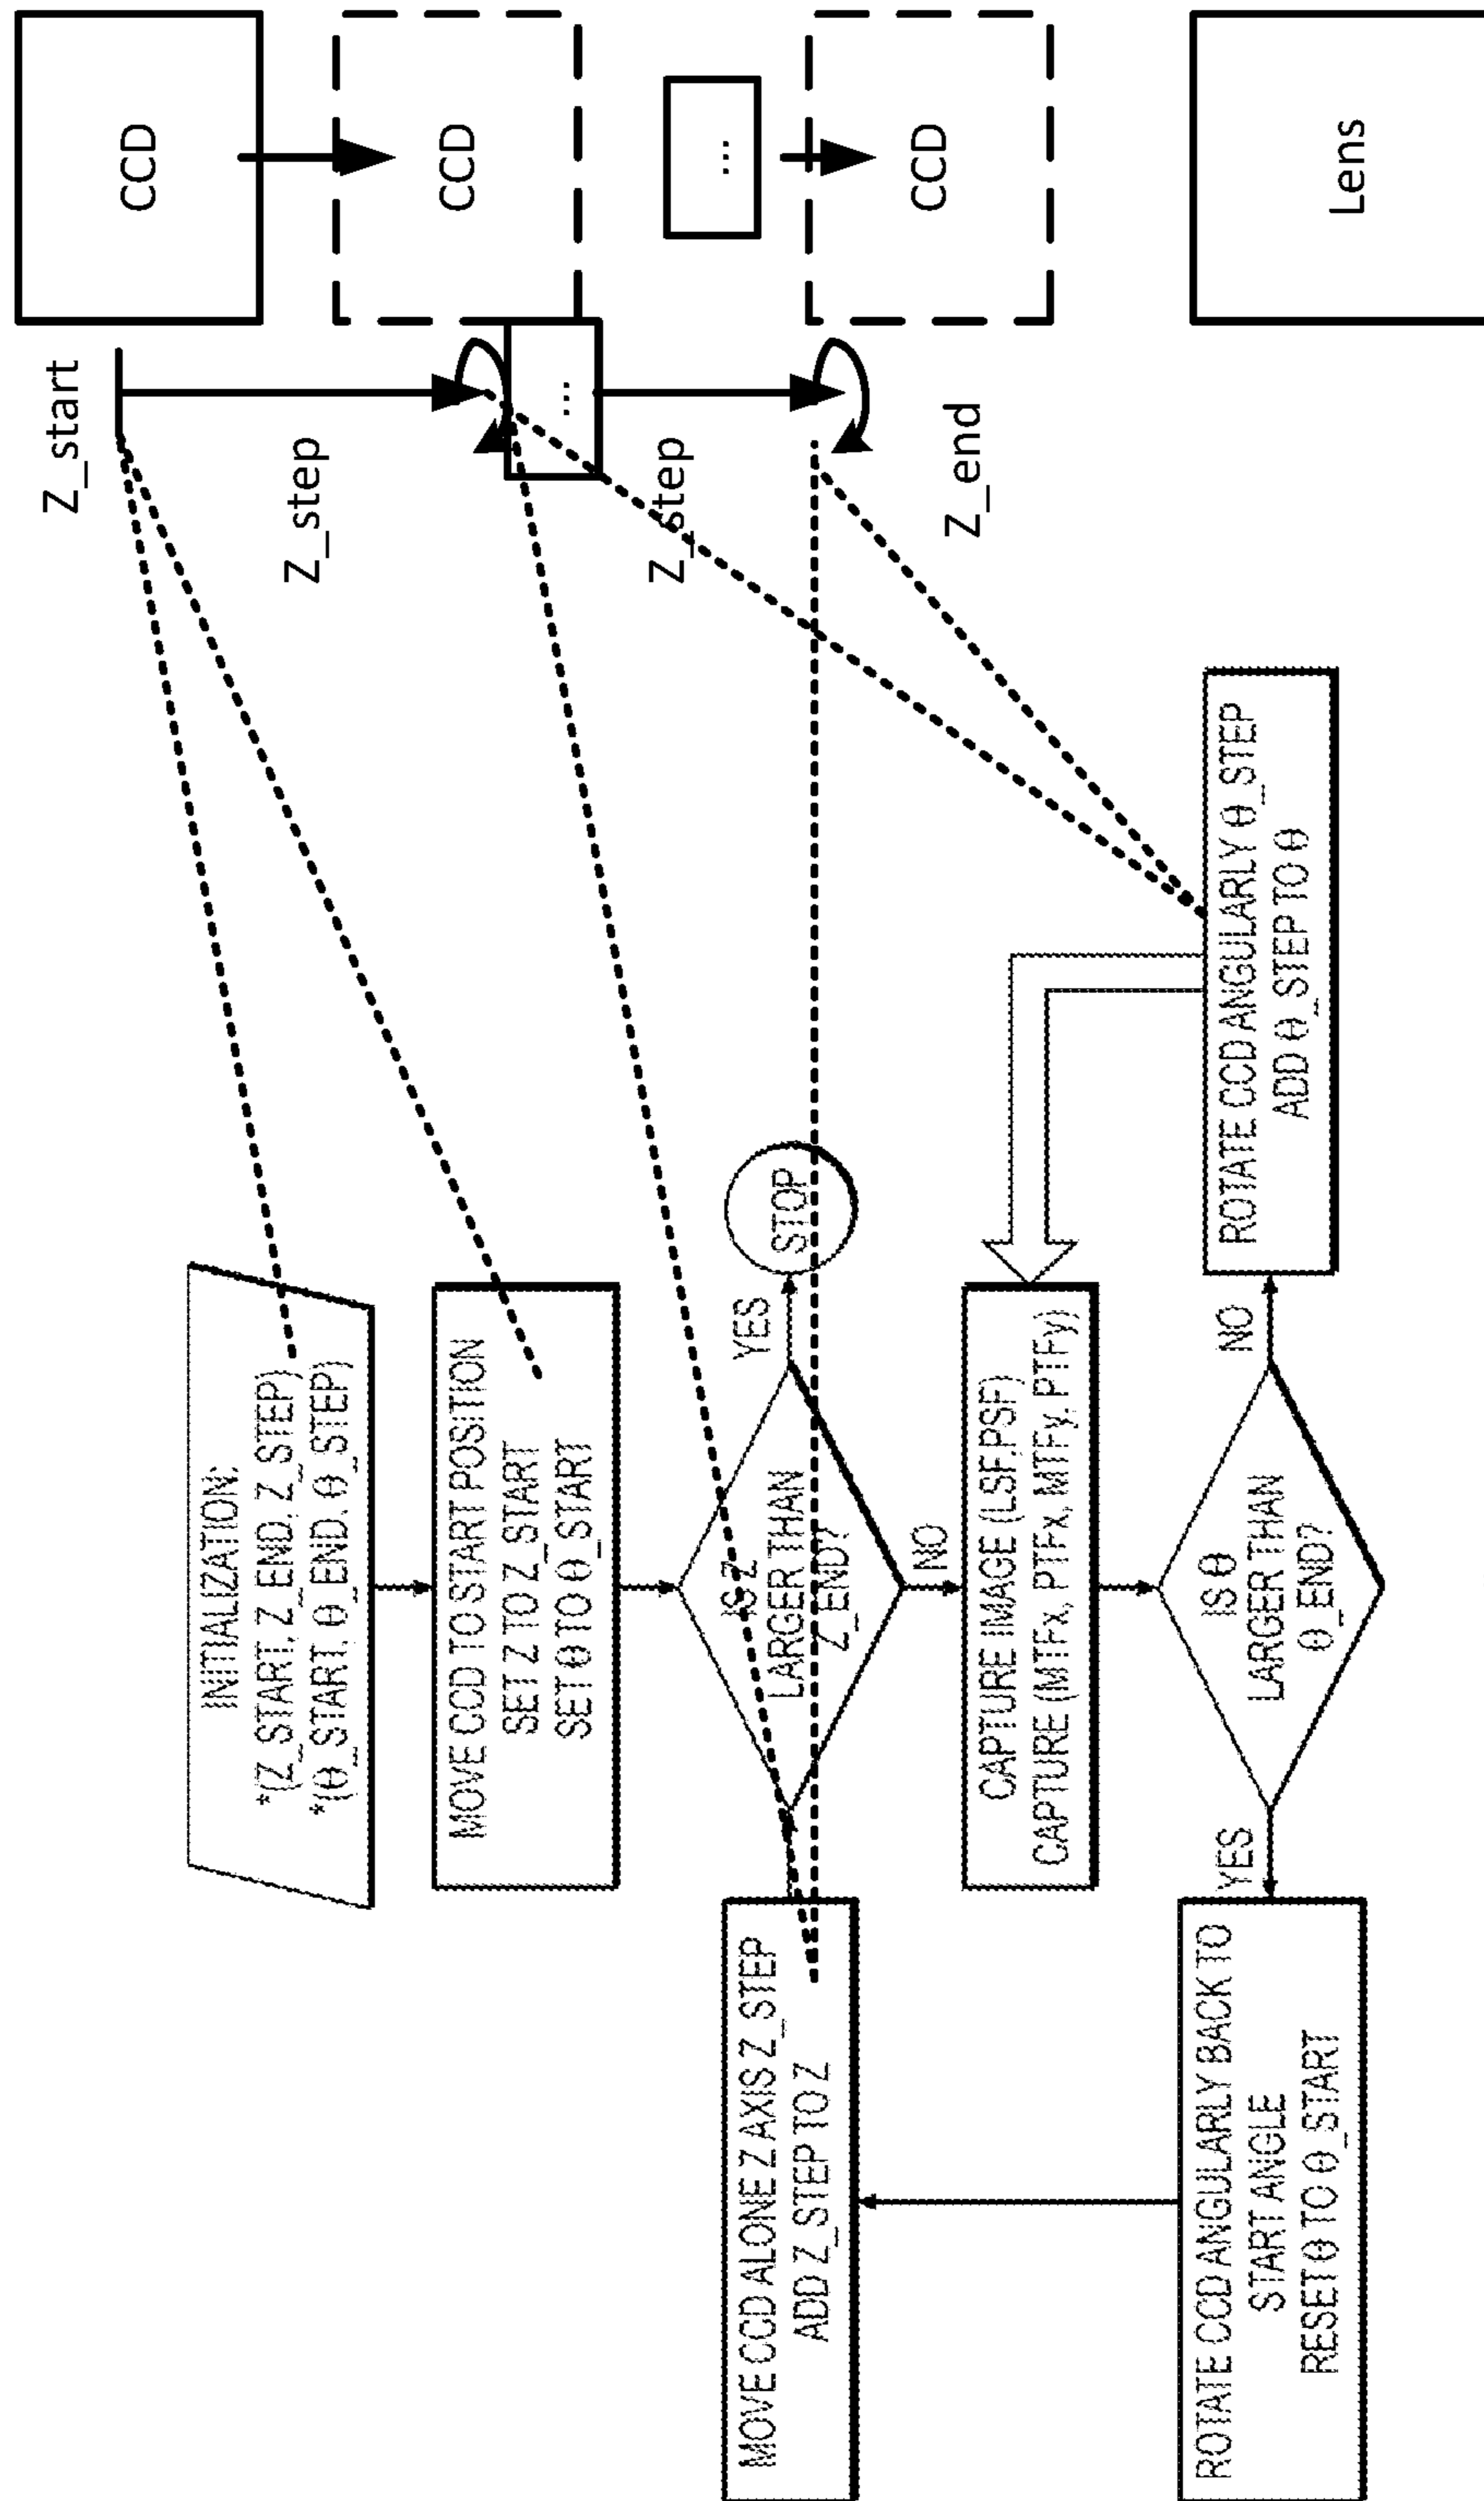 INITIALIZATION:
*(Z_START, Z_END, Z_STEP)
*(θ_START, θ_END, θ_STEP)
MOVE CCD TO START POSITION
SET Z TO Z_START
SET θ TO θ_START
MOVE CCD ALONE Z AXIS Z_STEP
ADD Z_STEP TO Z
IS Z
LARGER THAN
Z_END?
YES
STOP
NO
CAPTURE IMAGE (LSF,PSF)
CAPTURE (MTFx, PTFx, MTFy, PTFy)
ROTATE CCD ANGULARLY BACK TO
START ANGLE
RESET θ TO θ_START
YES
IS θ
LARGER THAN
θ_END?
NO
ROTATE CCD ANGULARLY θ_STEP
ADD θ_STEP TO θ
Z_start
Z_step
...
Z_step
Z_end
CCD
CCD
...
CCD
Lens